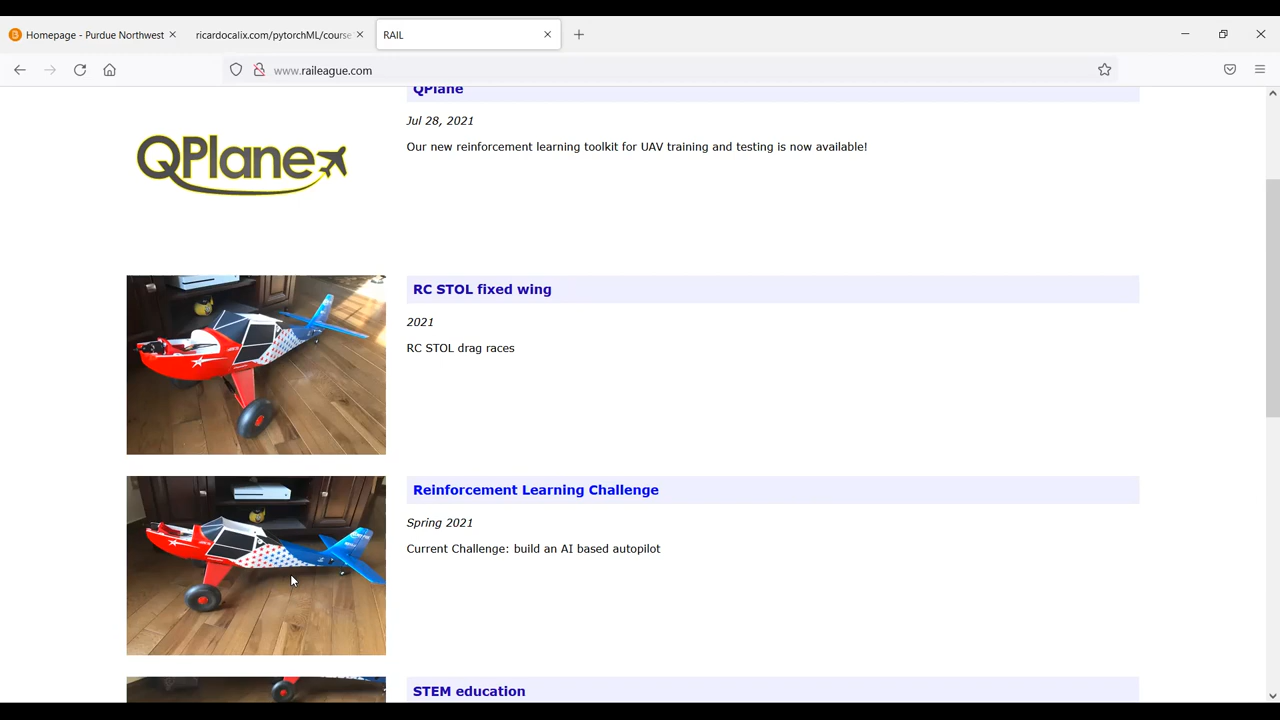 Homepage - Purdue Northwest
ricardocalix.com/pytorchML/course
RAIL
www.raileague.com
QPlane
Jul 28, 2021
Our new reinforcement learning toolkit for UAV training and testing is now available!
QPlane
RC STOL fixed wing
2021
RC STOL drag races
Reinforcement Learning Challenge
Spring 2021
Current Challenge: build an AI based autopilot
STEM education